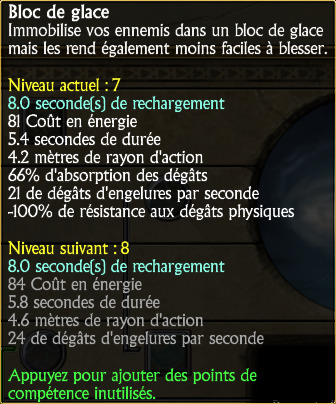 Bloc de glace
Immobilise vos ennemis dans un bloc de glace
mais les rend également moins faciles à blesser.
Niveau actuel : 7
8.0 seconde(s) de rechargement
81 Coût en énergie
5.4 secondes de durée
4.2 mètres de rayon d'action
66% d'absorption des dégâts
21 de dégâts d'engelures par seconde
-100% de résistance aux dégâts physiques
Niveau suivant : 8
8.0 seconde(s) de rechargement
84 Coût en énergie
5.8 secondes de durée
4.6 mètres de rayon d'action
24 de dégâts d'engelures par seconde
Appuyez pour ajouter des points de
compétence inutilisés.